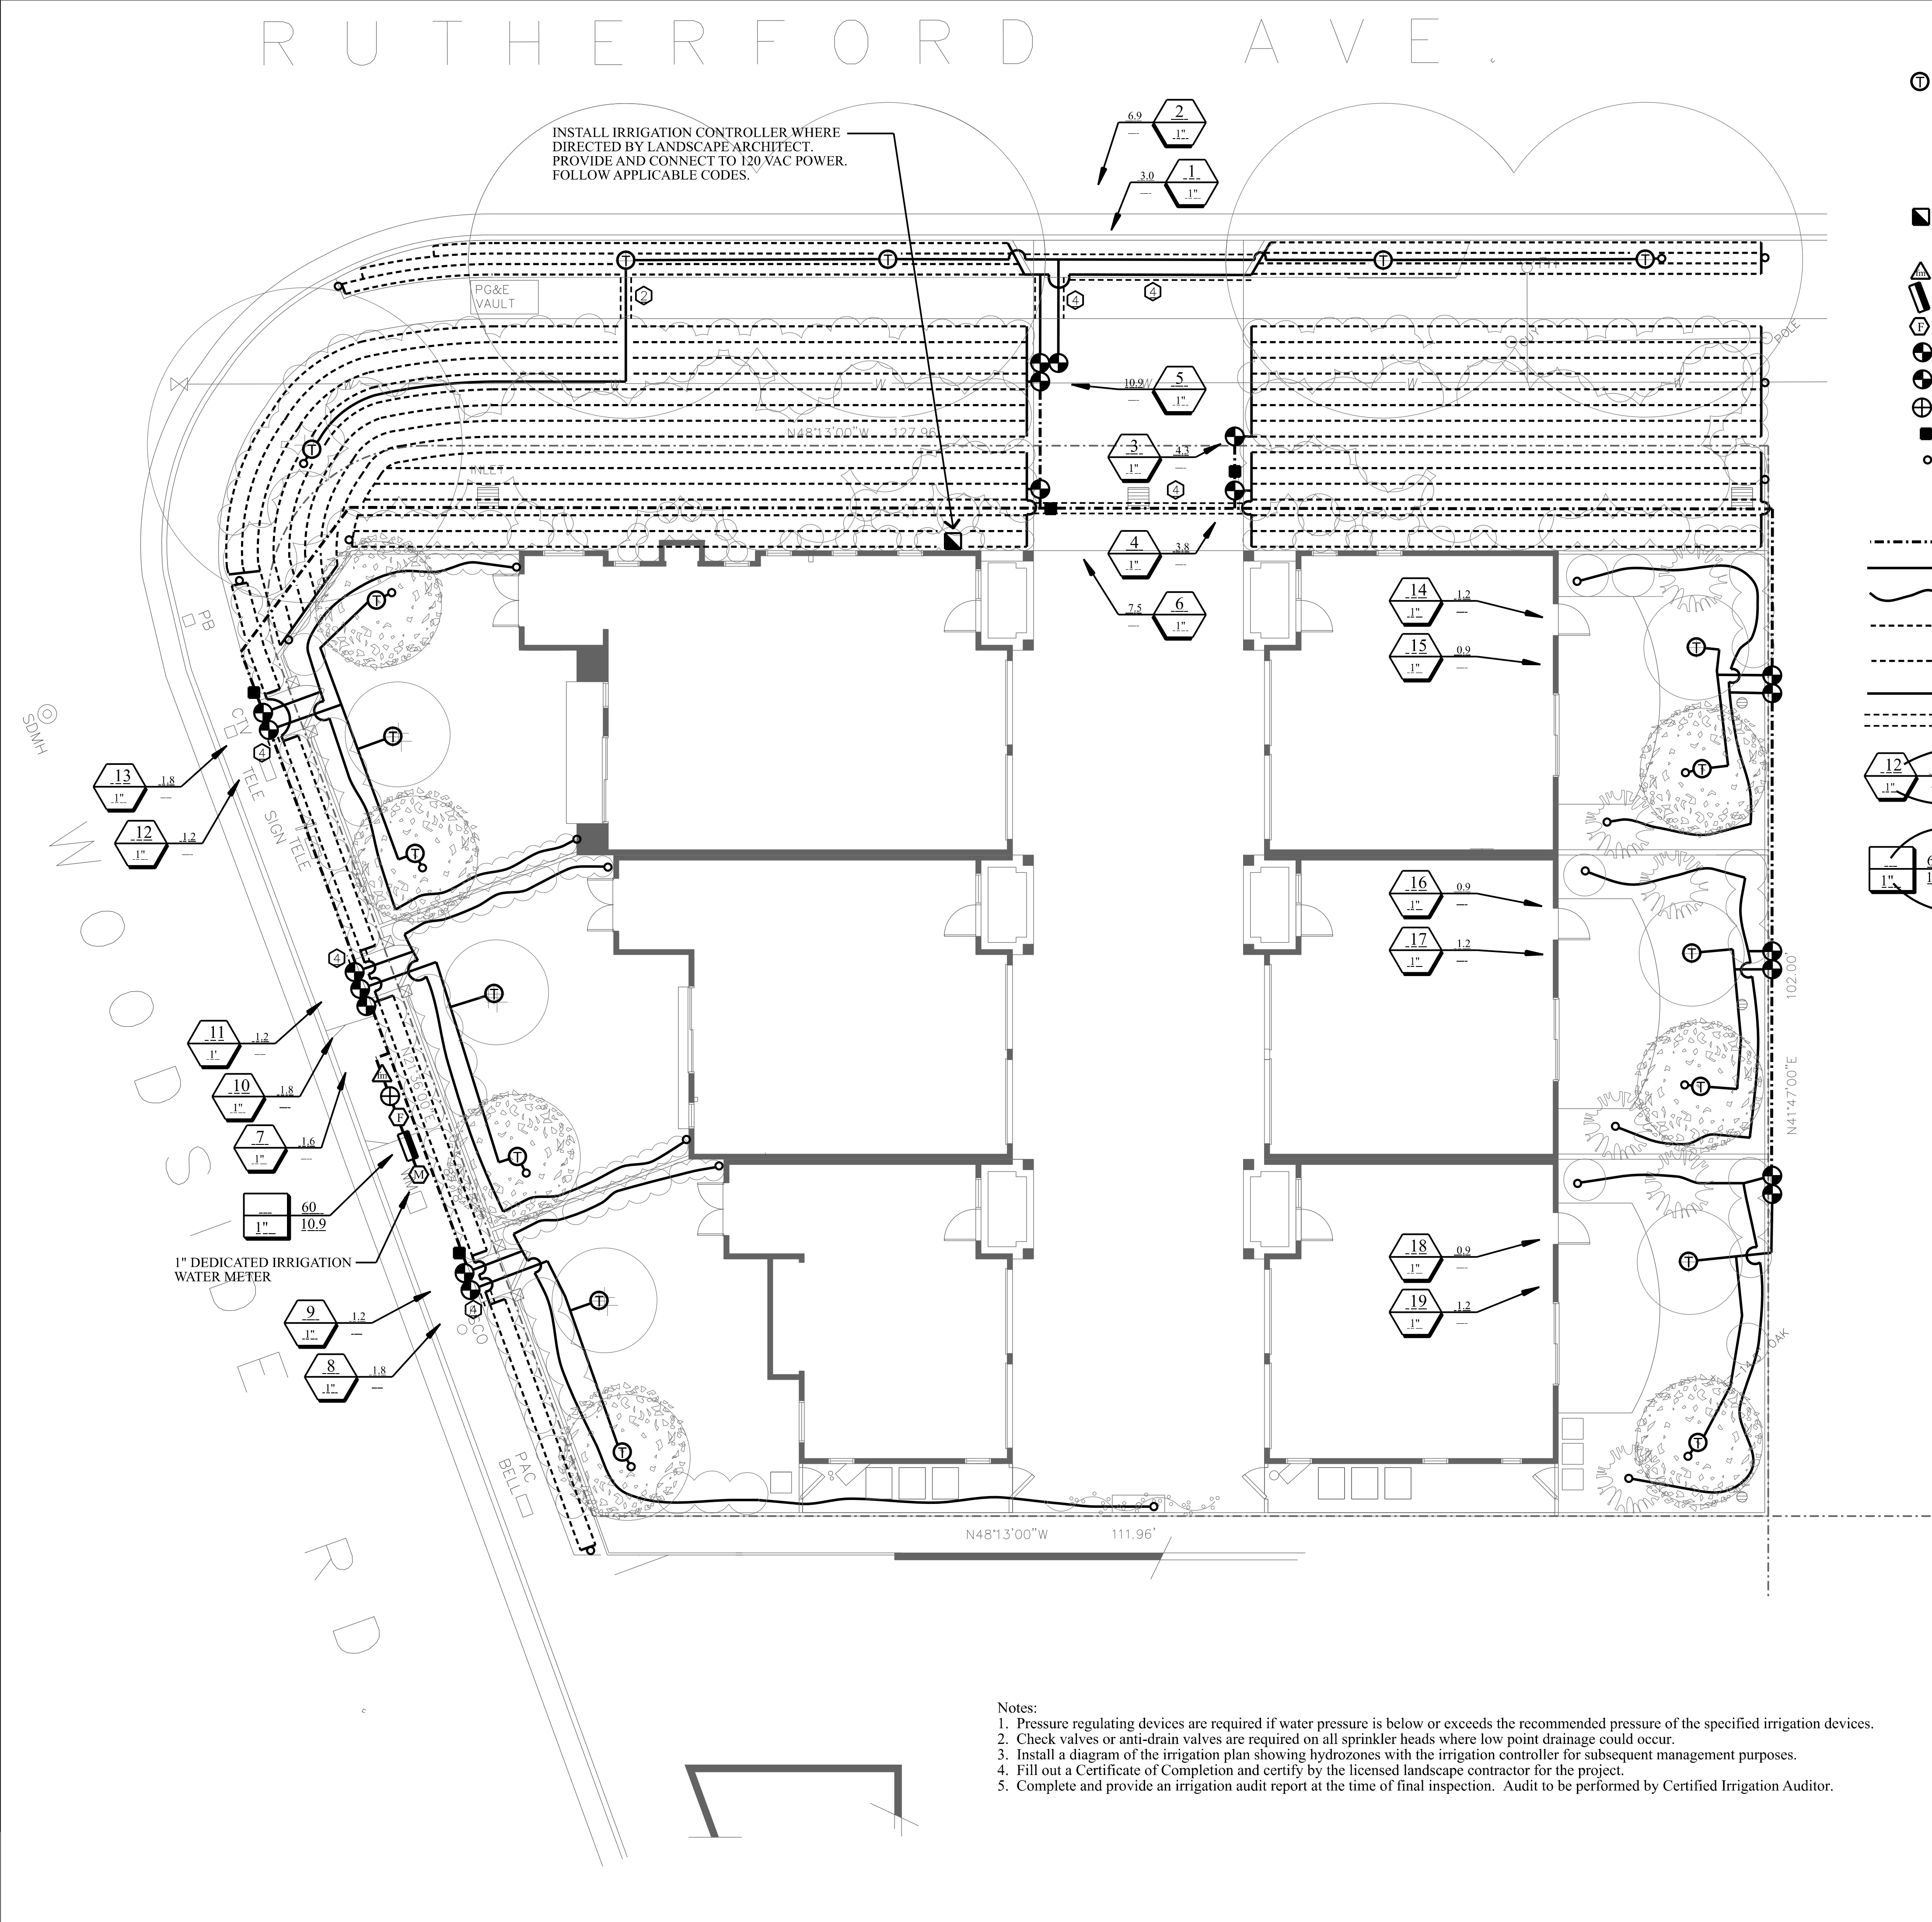 RUTHERFORD AVE.
INSTALL IRRIGATION CONTROLLER WHERE
DIRECTED BY LANDSCAPE ARCHITECT.
PROVIDE AND CONNECT TO 120 VAC POWER.
FOLLOW APPLICABLE CODES.
6.9 2 1"
3.0 1 1"
T
T T T T
PG&E
VAULT
2
4
4
FH
GUY
POLE
W W W W
10.9 5 1"
N48°13'00"W 127.96
3 1" 4.3
4
INLET
T
4 1" 3.8
7.5 6 1"
14 1" 1.2
15 1" 0.9
T
T
T
PB
CTV
TELE
SIGN
TELE
SDMH
4
13 1" 1.8
12 1" 1.2
T
T
T
16 1" 0.9
17 1" 1.2
12
1"
1"
F
4
T
T
102.00'
N41°47'00"E
11 1' 1.2
10 1" 1.8
7 1" 1.6
fm
F
M
WM
T
T
60
1" 10.9
1" DEDICATED IRRIGATION
WATER METER
18 1" 0.9
19 1" 1.2
T
9 1" 1.2
8 1" 1.8
4
SCO
T
OAK
T
T
PAC
BELL
WOODSIDE RD.
N48°13'00"W 111.96'
Notes:
1. Pressure regulating devices are required if water pressure is below or exceeds the recommended pressure of the specified irrigation devices.
2. Check valves or anti-drain valves are required on all sprinkler heads where low point drainage could occur.
3. Install a diagram of the irrigation plan showing hydrozones with the irrigation controller for subsequent management purposes.
4. Fill out a Certificate of Completion and certify by the licensed landscape contractor for the project.
5. Complete and provide an irrigation audit report at the time of final inspection. Audit to be performed by Certified Irrigation Auditor.